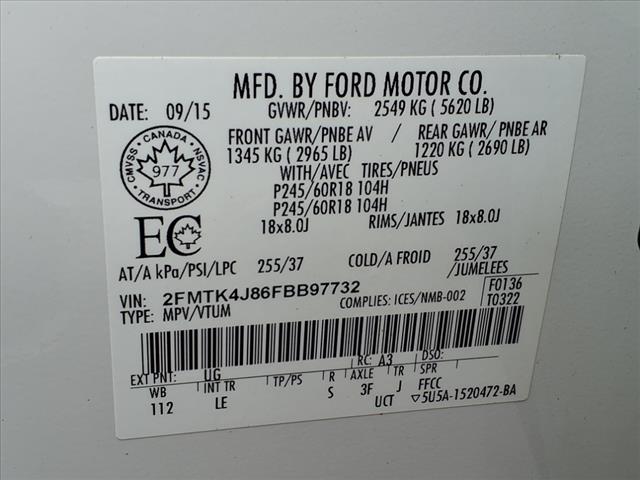 MFD. BY FORD MOTOR CO.
DATE: 09/15 GVWR/PNBV: 2549 KG ( 5620 LB)
FRONT GAWR/PNBE AV / REAR GAWR/ PNBE AR
1345 KG ( 2965 LB) 1220 KG ( 2690 LB)
WITH/AVEC TIRES/PNEUS
P245/60R18 104H
P245/60R18 104H
18x8.0J RIMS/JANTES 18x8.0J
CMVSS CANADA NSVAC
977
TRANSPORT
EC
AT/A kPa/PSI/LPC 255/37 COLD/A FROID 255/37
/JUMELEES
VIN: 2FMTK4J86FBB97732 F0136
TYPE: MPV/VTUM COMPLIES: ICES/NMB-002 T0322
EXT PNT: UG RC: A3 DSO:
WB INT TR TP/PS R AXLE TR SPR
112 LE S 3F J FFCC
UCT ▽5U5A-1520472-BA